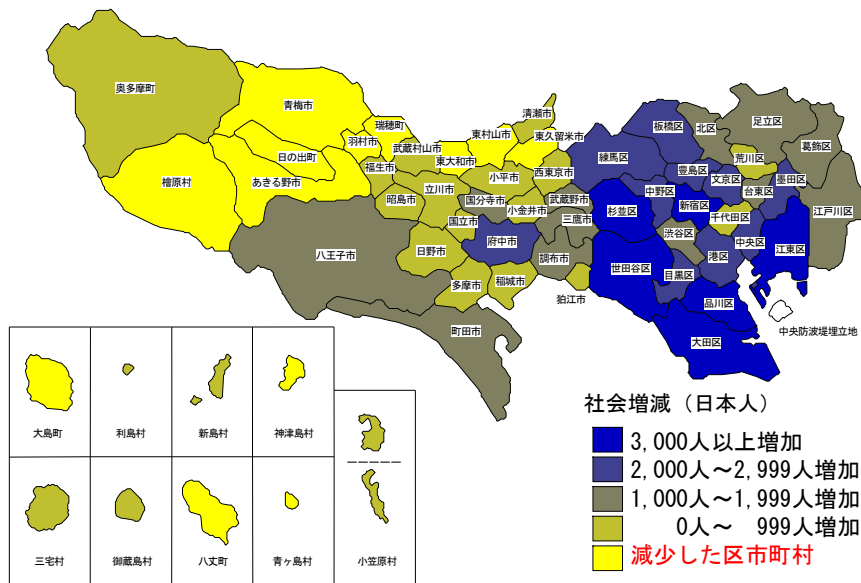 奥多摩町
青梅市
瑞穂町
羽村市
日の出町
あきる野市
檜原村
福生市
武蔵村山市
東大和市
東村山市
清瀬市
東久留米市
西東京市
小平市
立川市
昭島市
国分寺市
小金井市
武蔵野市
三鷹市
国立市
府中市
日野市
八王子市
多摩市
稲城市
調布市
狛江市
町田市
板橋区
北区
足立区
葛飾区
練馬区
豊島区
文京区
荒川区
台東区
墨田区
江戸川区
中野区
新宿区
千代田区
杉並区
渋谷区
中央区
江東区
港区
世田谷区
目黒区
品川区
大田区
中央防波堤埋立地
大島町
利島村
新島村
神津島村
三宅村
御蔵島村
八丈町
青ヶ島村
小笠原村
社会増減（日本人）
3,000人以上増加
2,000人～2,999人増加
1,000人～1,999人増加
0人～　999人増加
減少した区市町村